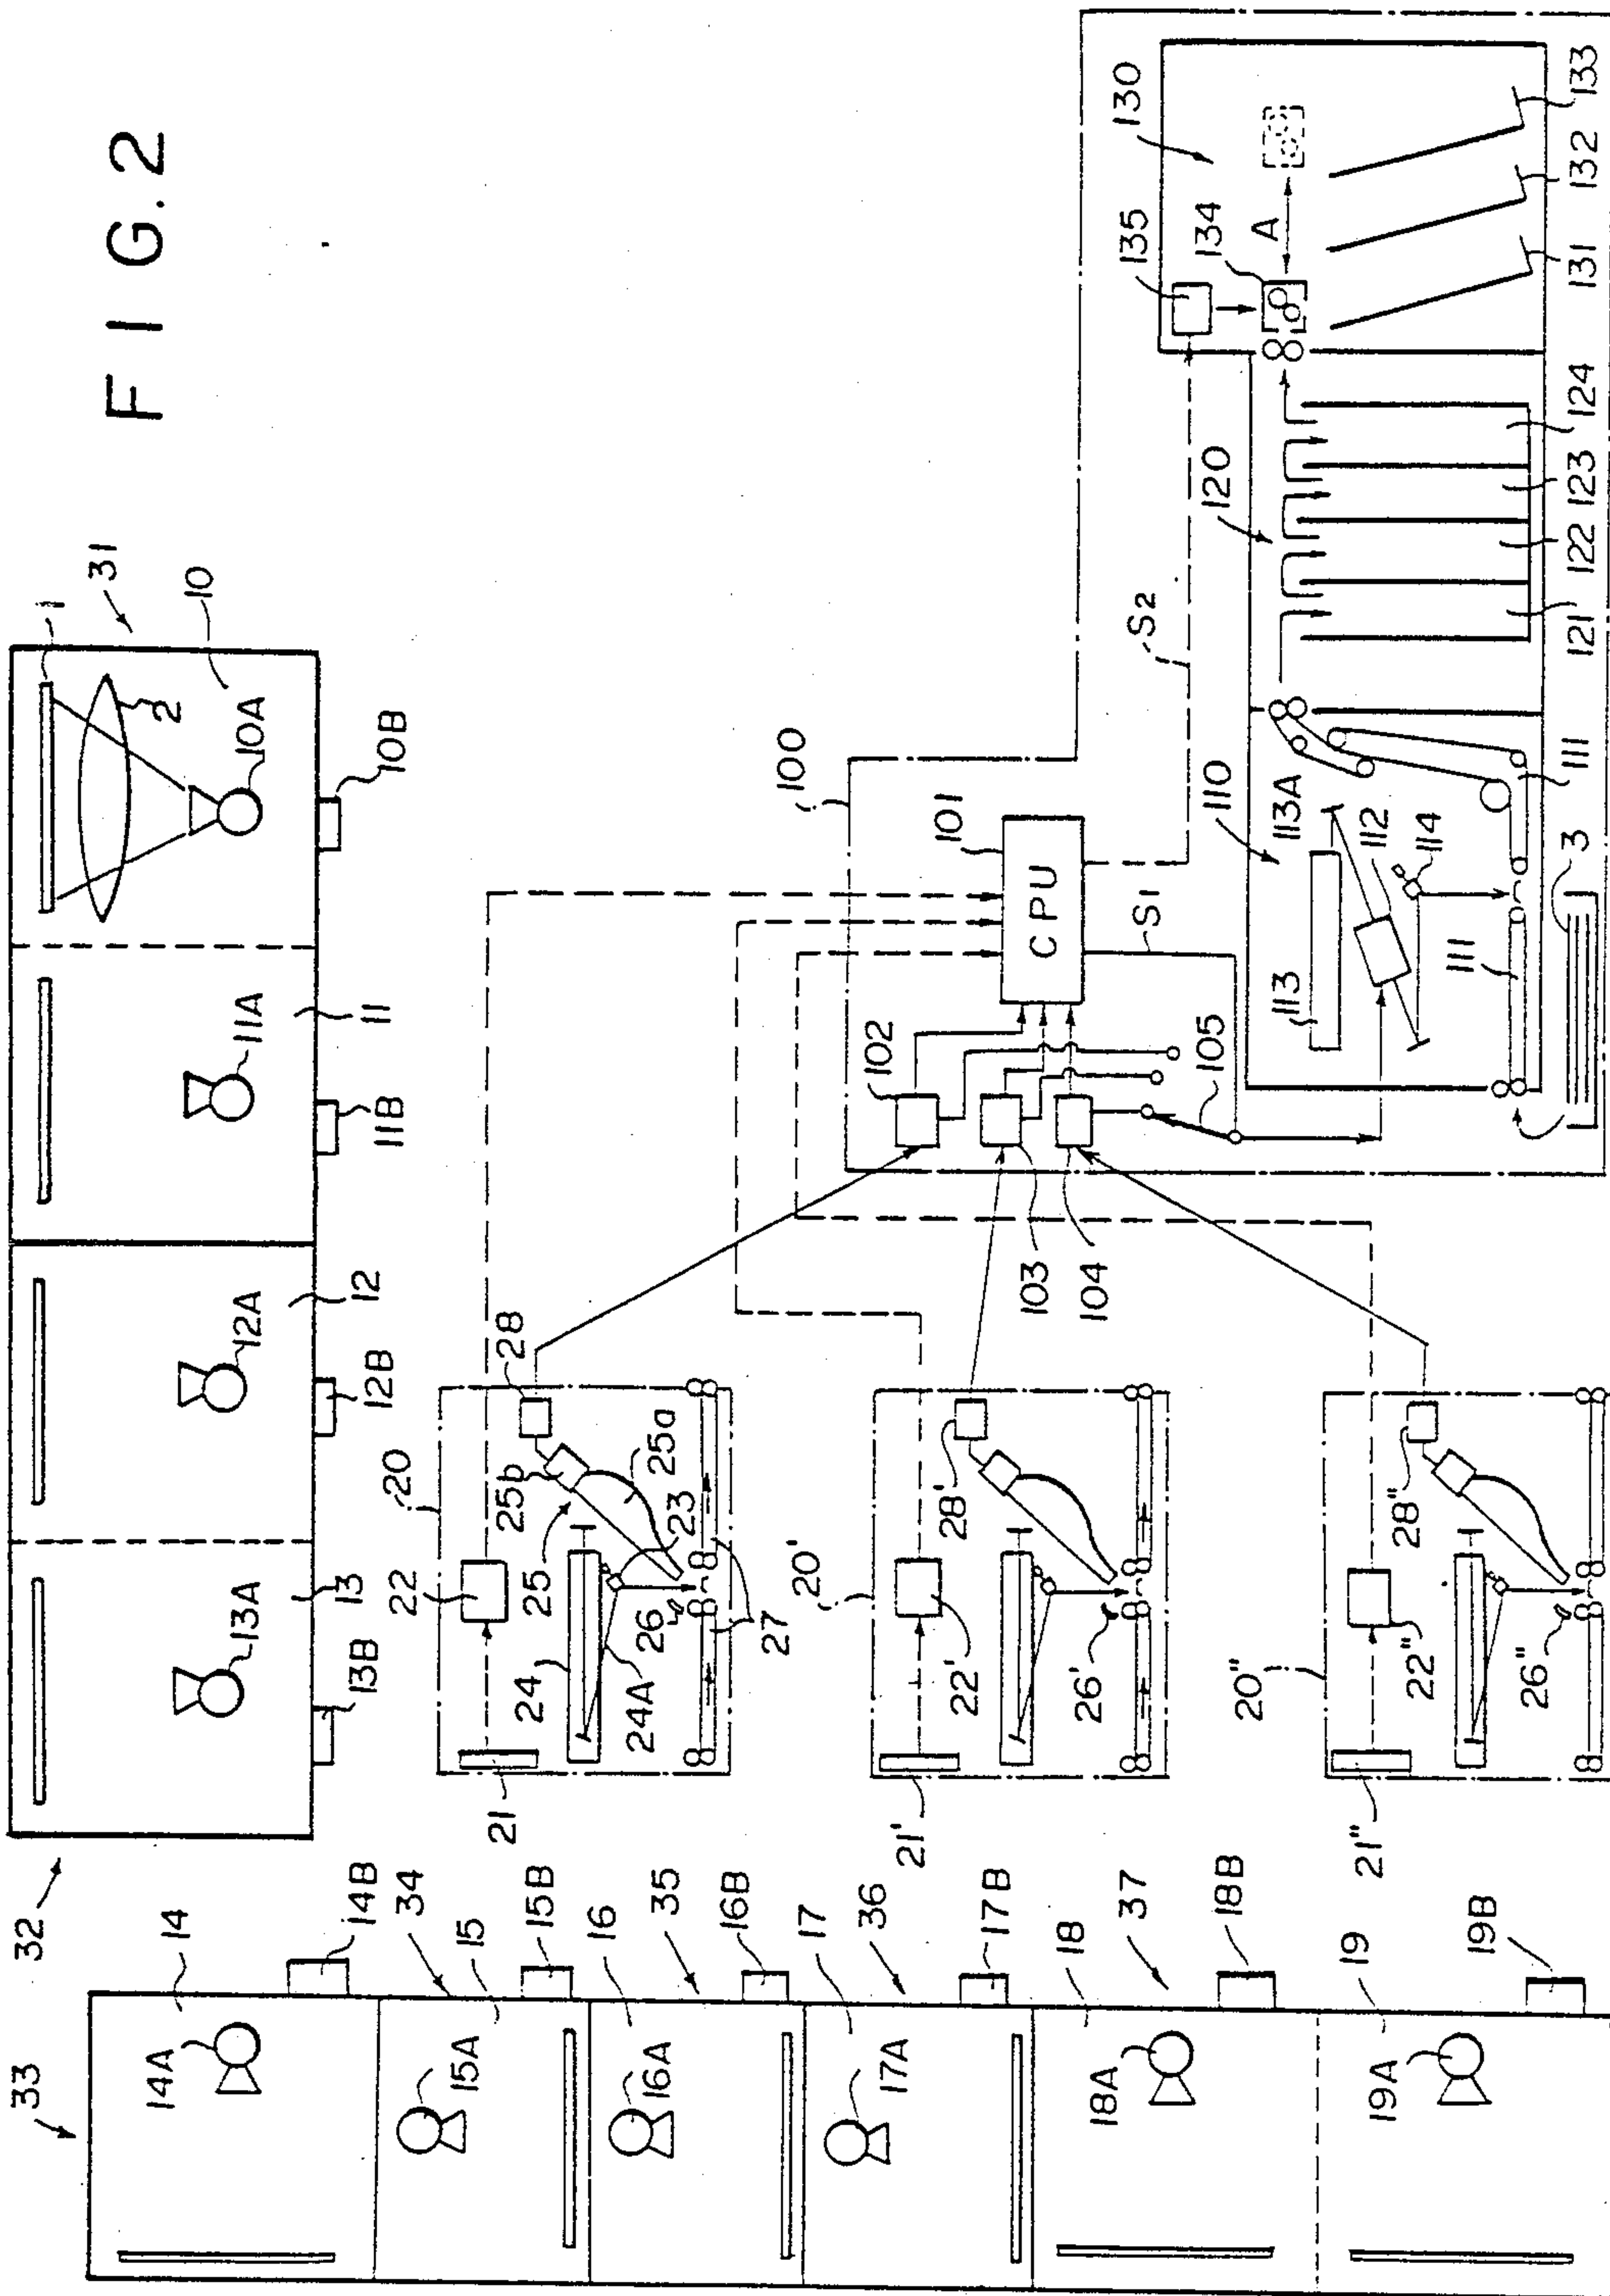 FIG.2
31
1
2
10
10A
10B
11
11A
11B
12
12A
12B
13
13A
13B
32
33
14
14A
14B
34
15
15A
15B
35
16
16A
16B
36
17
17A
17B
37
18
18A
18B
19
19A
19B
20
21
22
23
24
24A
25
25a
25b
26
27
28
20'
21'
22'
26'
28'
20"
21"
22"
26"
28"
100
101
CPU
102
103
104
105
S1
S2
110
111
111
112
113
113A
114
3
120
121
122
123
124
130
131
132
133
134
135
A